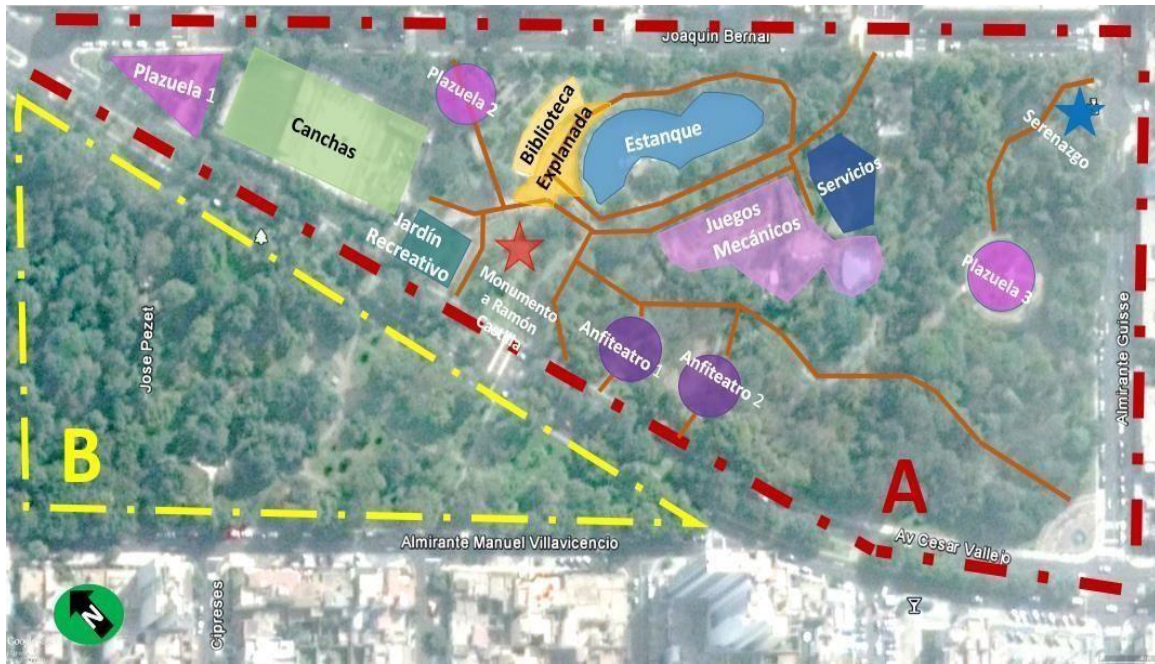 Joaquin Bernal
Plazuela 1
Canchas
Plazuela 2
Biblioteca
Explanada
Estanque
Servicios
Serenazgo
Jardín
Recreativo
Monumento
a Ramón
Castilla
Juegos
Mecánicos
Plazuela 3
Anfiteatro 1
Anfiteatro 2
Jose Pezet
Almirante Guisse
B
A
Almirante Manuel Villavicencio
Av Cesar Vallejo
Cipreses
N
Google